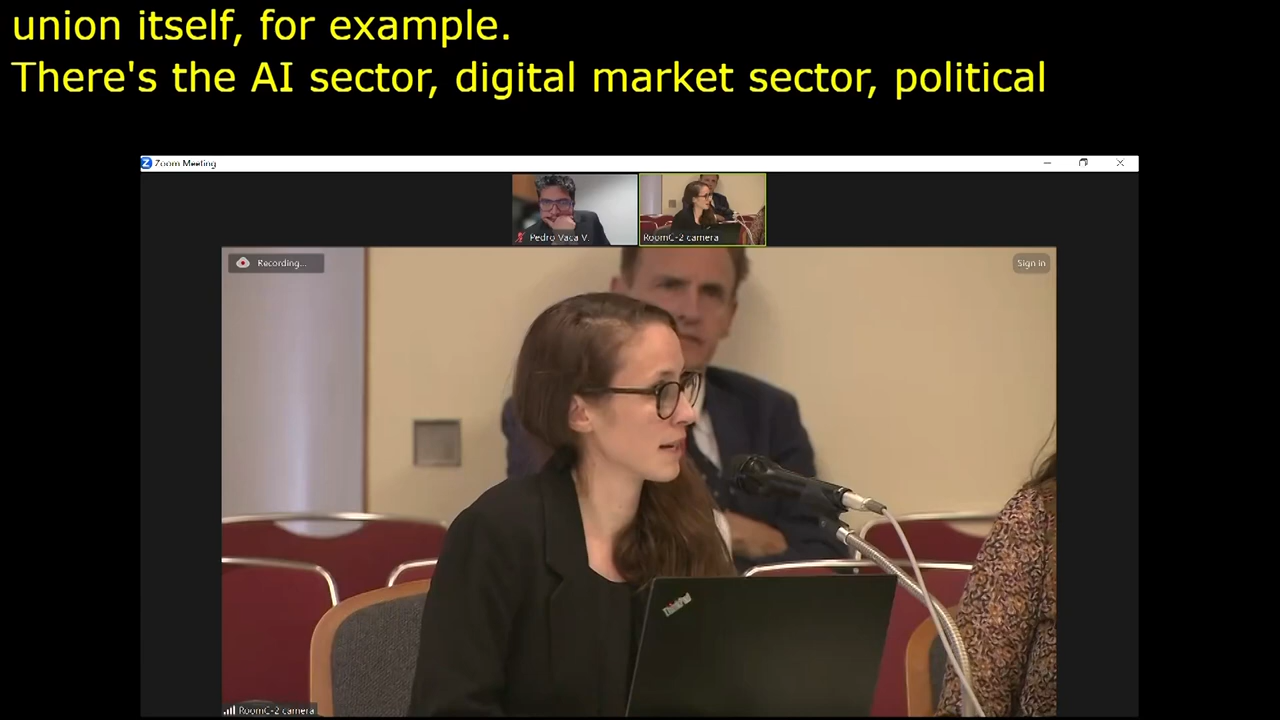 union itself, for example.
There's the AI sector, digital market sector, political
Zoom Meeting
Pedro Vaca V.
RoomC-2 camera
Recording...
Sign in
ThinkPad
RoomC-2 camera